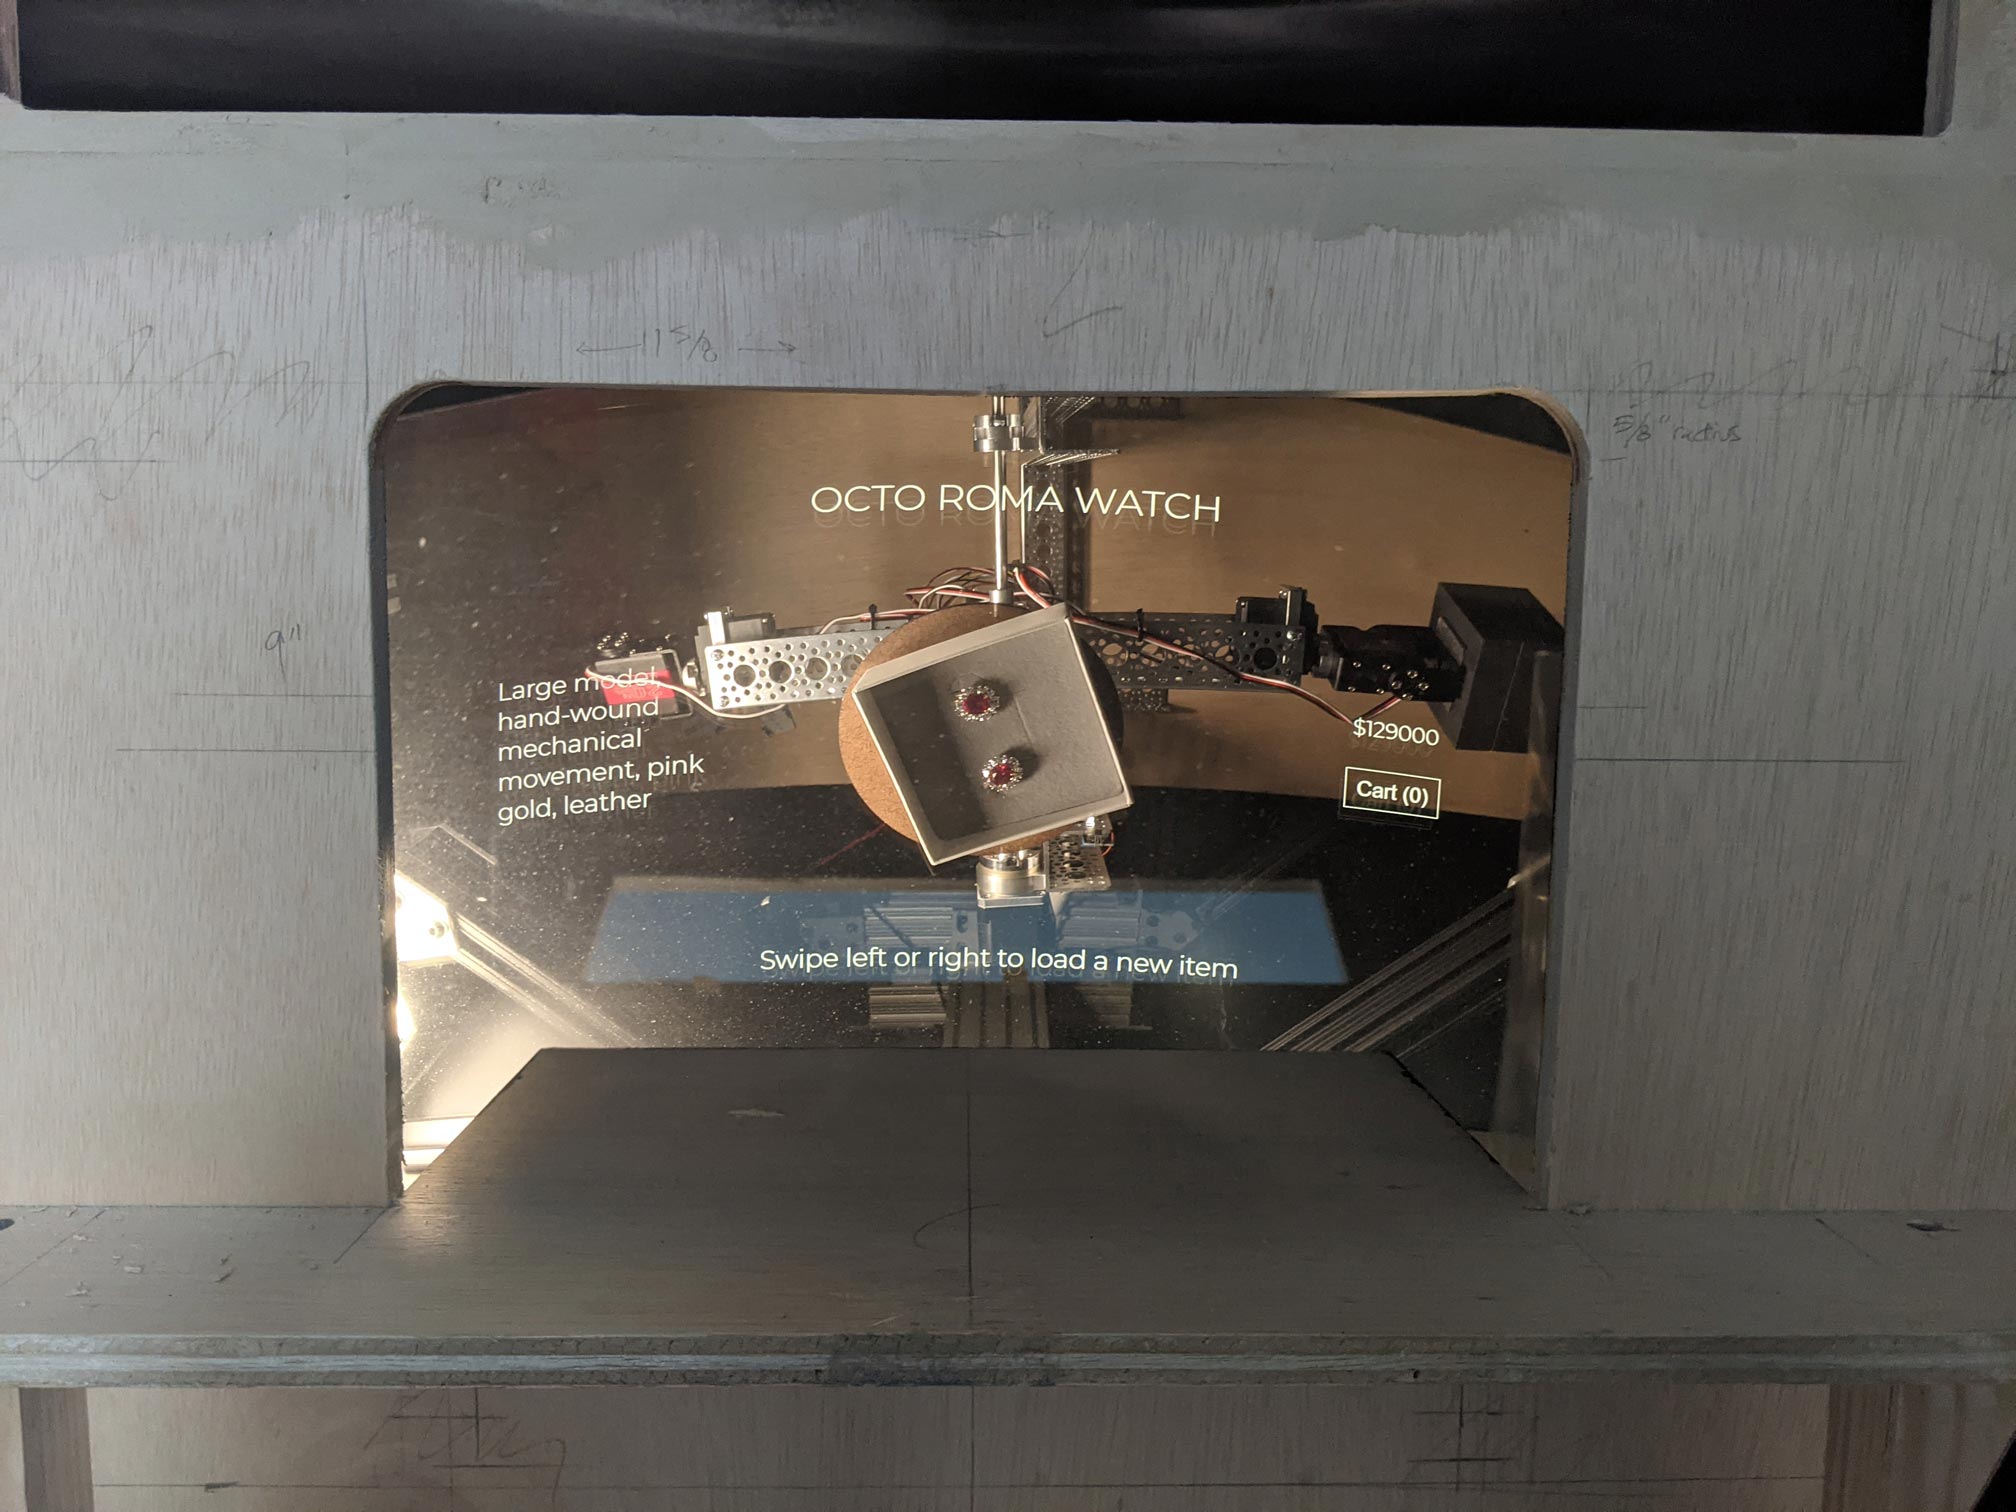 11 5/8
5/8" radius
OCTO ROMA WATCH
9"
Large model,
hand-wound
mechanical
movement, pink
gold, leather
$129000
Cart (0)
Swipe left or right to load a new item